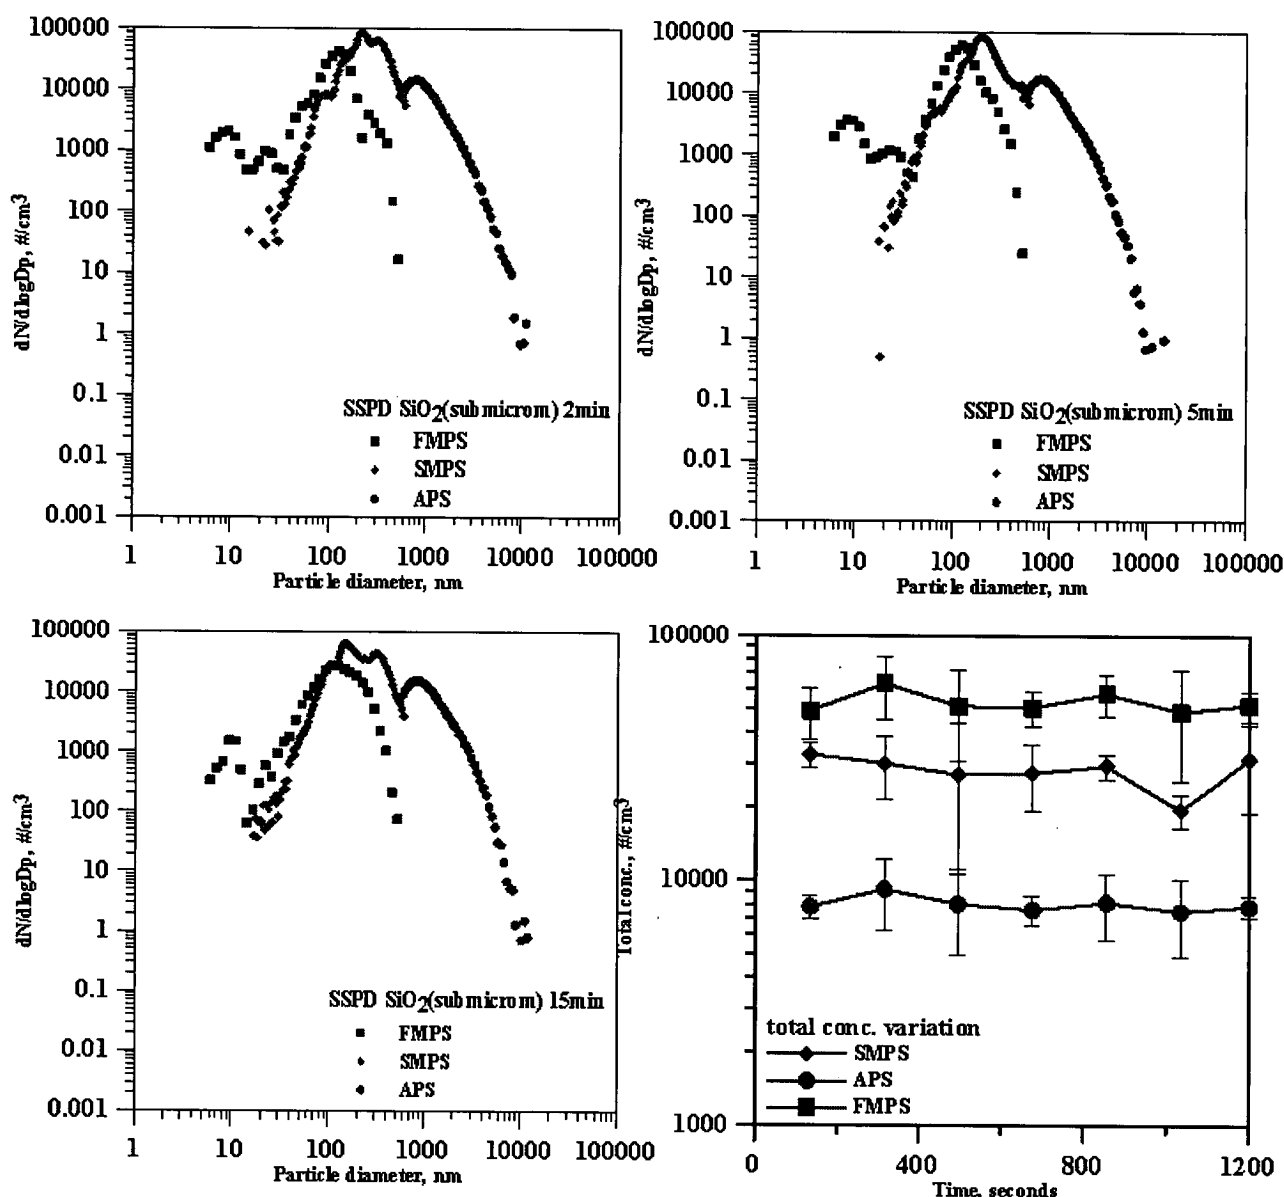 100000
10000
1000
100
10
1
0.1
0.01
0.001
dN/dlogDp, #/cm3
SSPD SiO2(submicrom) 2min
FMPS
SMPS
APS
1 10 100 1000 10000 100000
Particle diameter, nm
100000
10000
1000
100
10
1
0.1
0.01
0.001
dN/dlogDp, #/cm3
SSPD SiO2(submicrom) 5min
FMPS
SMPS
APS
1 10 100 1000 10000 100000
Particle diameter, nm
100000
10000
1000
100
10
1
0.1
0.01
0.001
dN/dlogDp, #/cm3
SSPD SiO2(submicrom) 15min
FMPS
SMPS
APS
1 10 100 1000 10000 100000
Particle diameter, nm
100000
10000
1000
Total conc., #/cm3
total conc. variation
SMPS
APS
FMPS
0 400 800 1200
Time, seconds